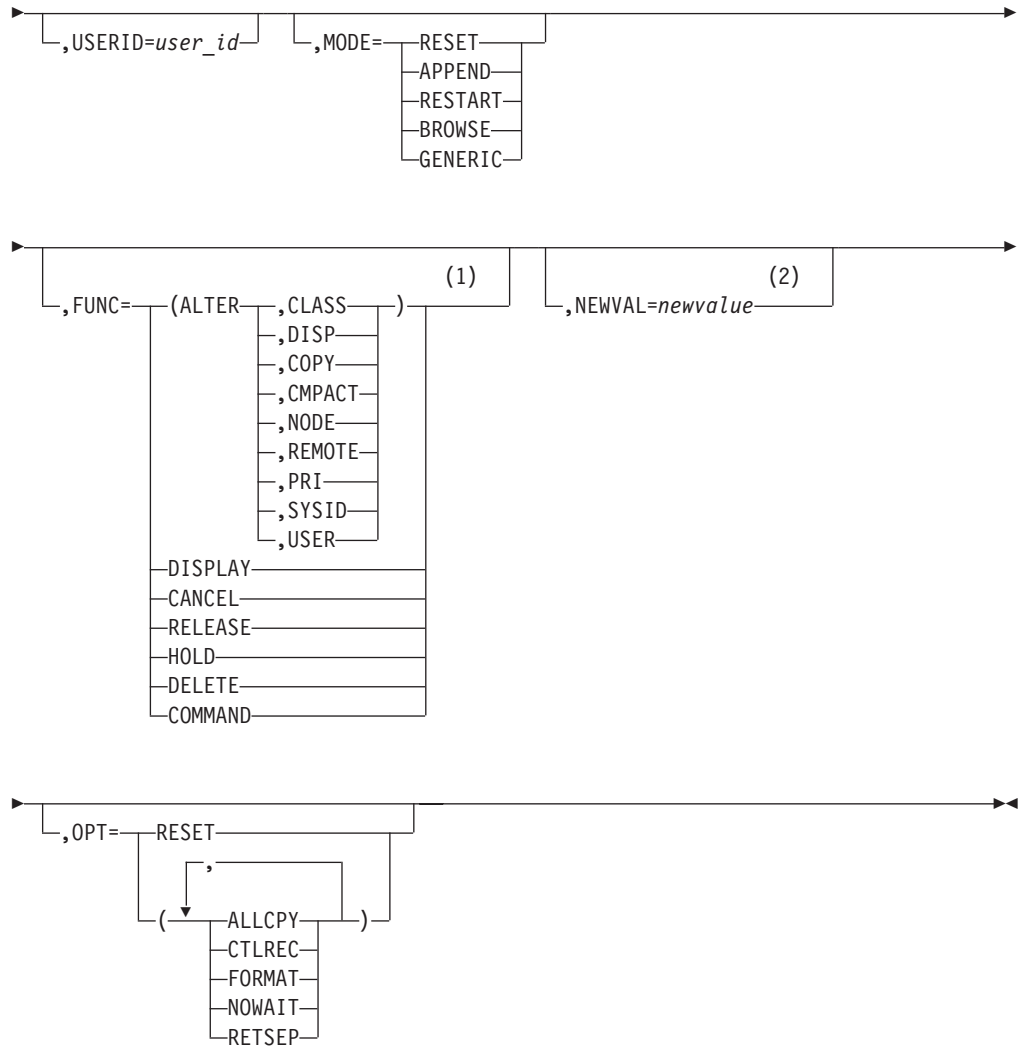 ,USERID=user_id ,MODE= RESET
APPEND
RESTART
BROWSE
GENERIC
(1) (2)
,FUNC= (ALTER ,CLASS ) ,NEWVAL=newvalue
,DISP
,COPY
,CMPACT
,NODE
,REMOTE
,PRI
,SYSID
,USER
DISPLAY
CANCEL
RELEASE
HOLD
DELETE
COMMAND
,OPT= RESET
,
( ALLCPY )
CTLREC
FORMAT
NOWAIT
RETSEP